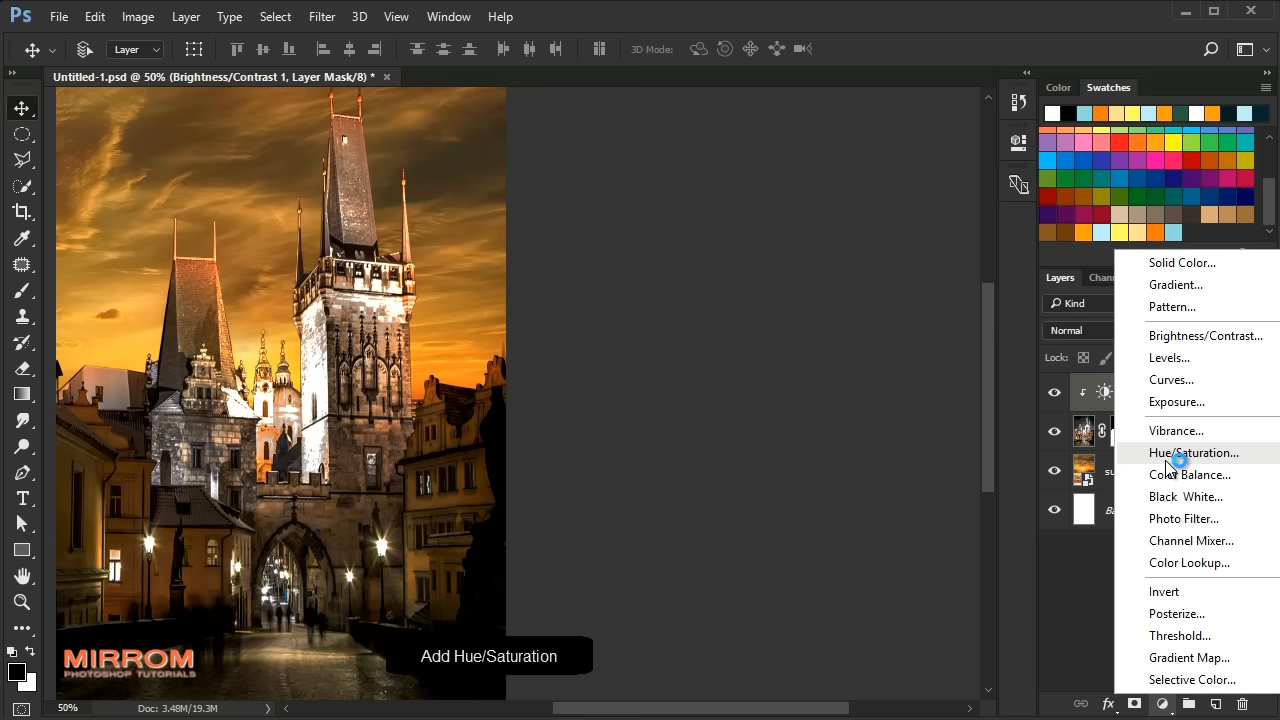 Ps File Edit Image Layer Type Select Filter 3D View Window Help
Layer 3D Mode:
Untitled-1.psd @ 50% (Brightness/Contrast 1, Layer Mask/8) *
Color Swatches
Layers
Kind
Normal
Lock:
Solid Color...
Gradient...
Pattern...
Brightness/Contrast...
Levels...
Curves...
Exposure...
Vibrance...
Hue/Saturation...
Color Balance...
Black White...
Photo Filter...
Channel Mixer...
Color Lookup...
Invert
Posterize...
Threshold...
Gradient Map...
Selective Color...
MIRROM
PHOTOSHOP TUTORIALS
Add Hue/Saturation
50% Doc: 3.48M/19.3M
fx